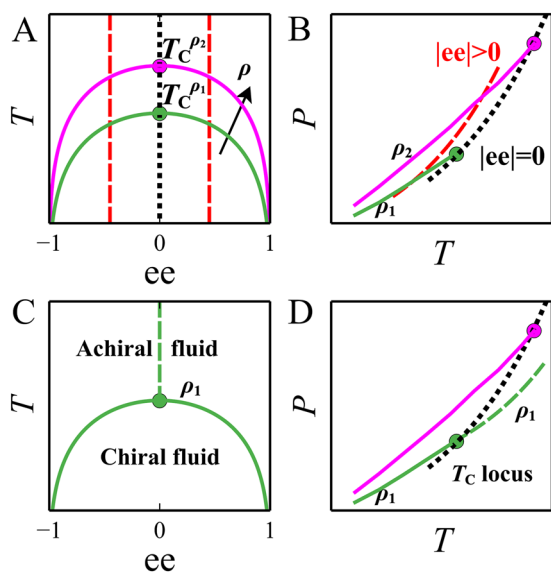 A
T
T_C^ρ2
T_C^ρ1
ρ
−1 0 1
ee
B
P
|ee|>0
ρ2
|ee|=0
ρ1
T
C
T
Achiral fluid
ρ1
Chiral fluid
−1 0 1
ee
D
P
ρ1
ρ1
T_C locus
T